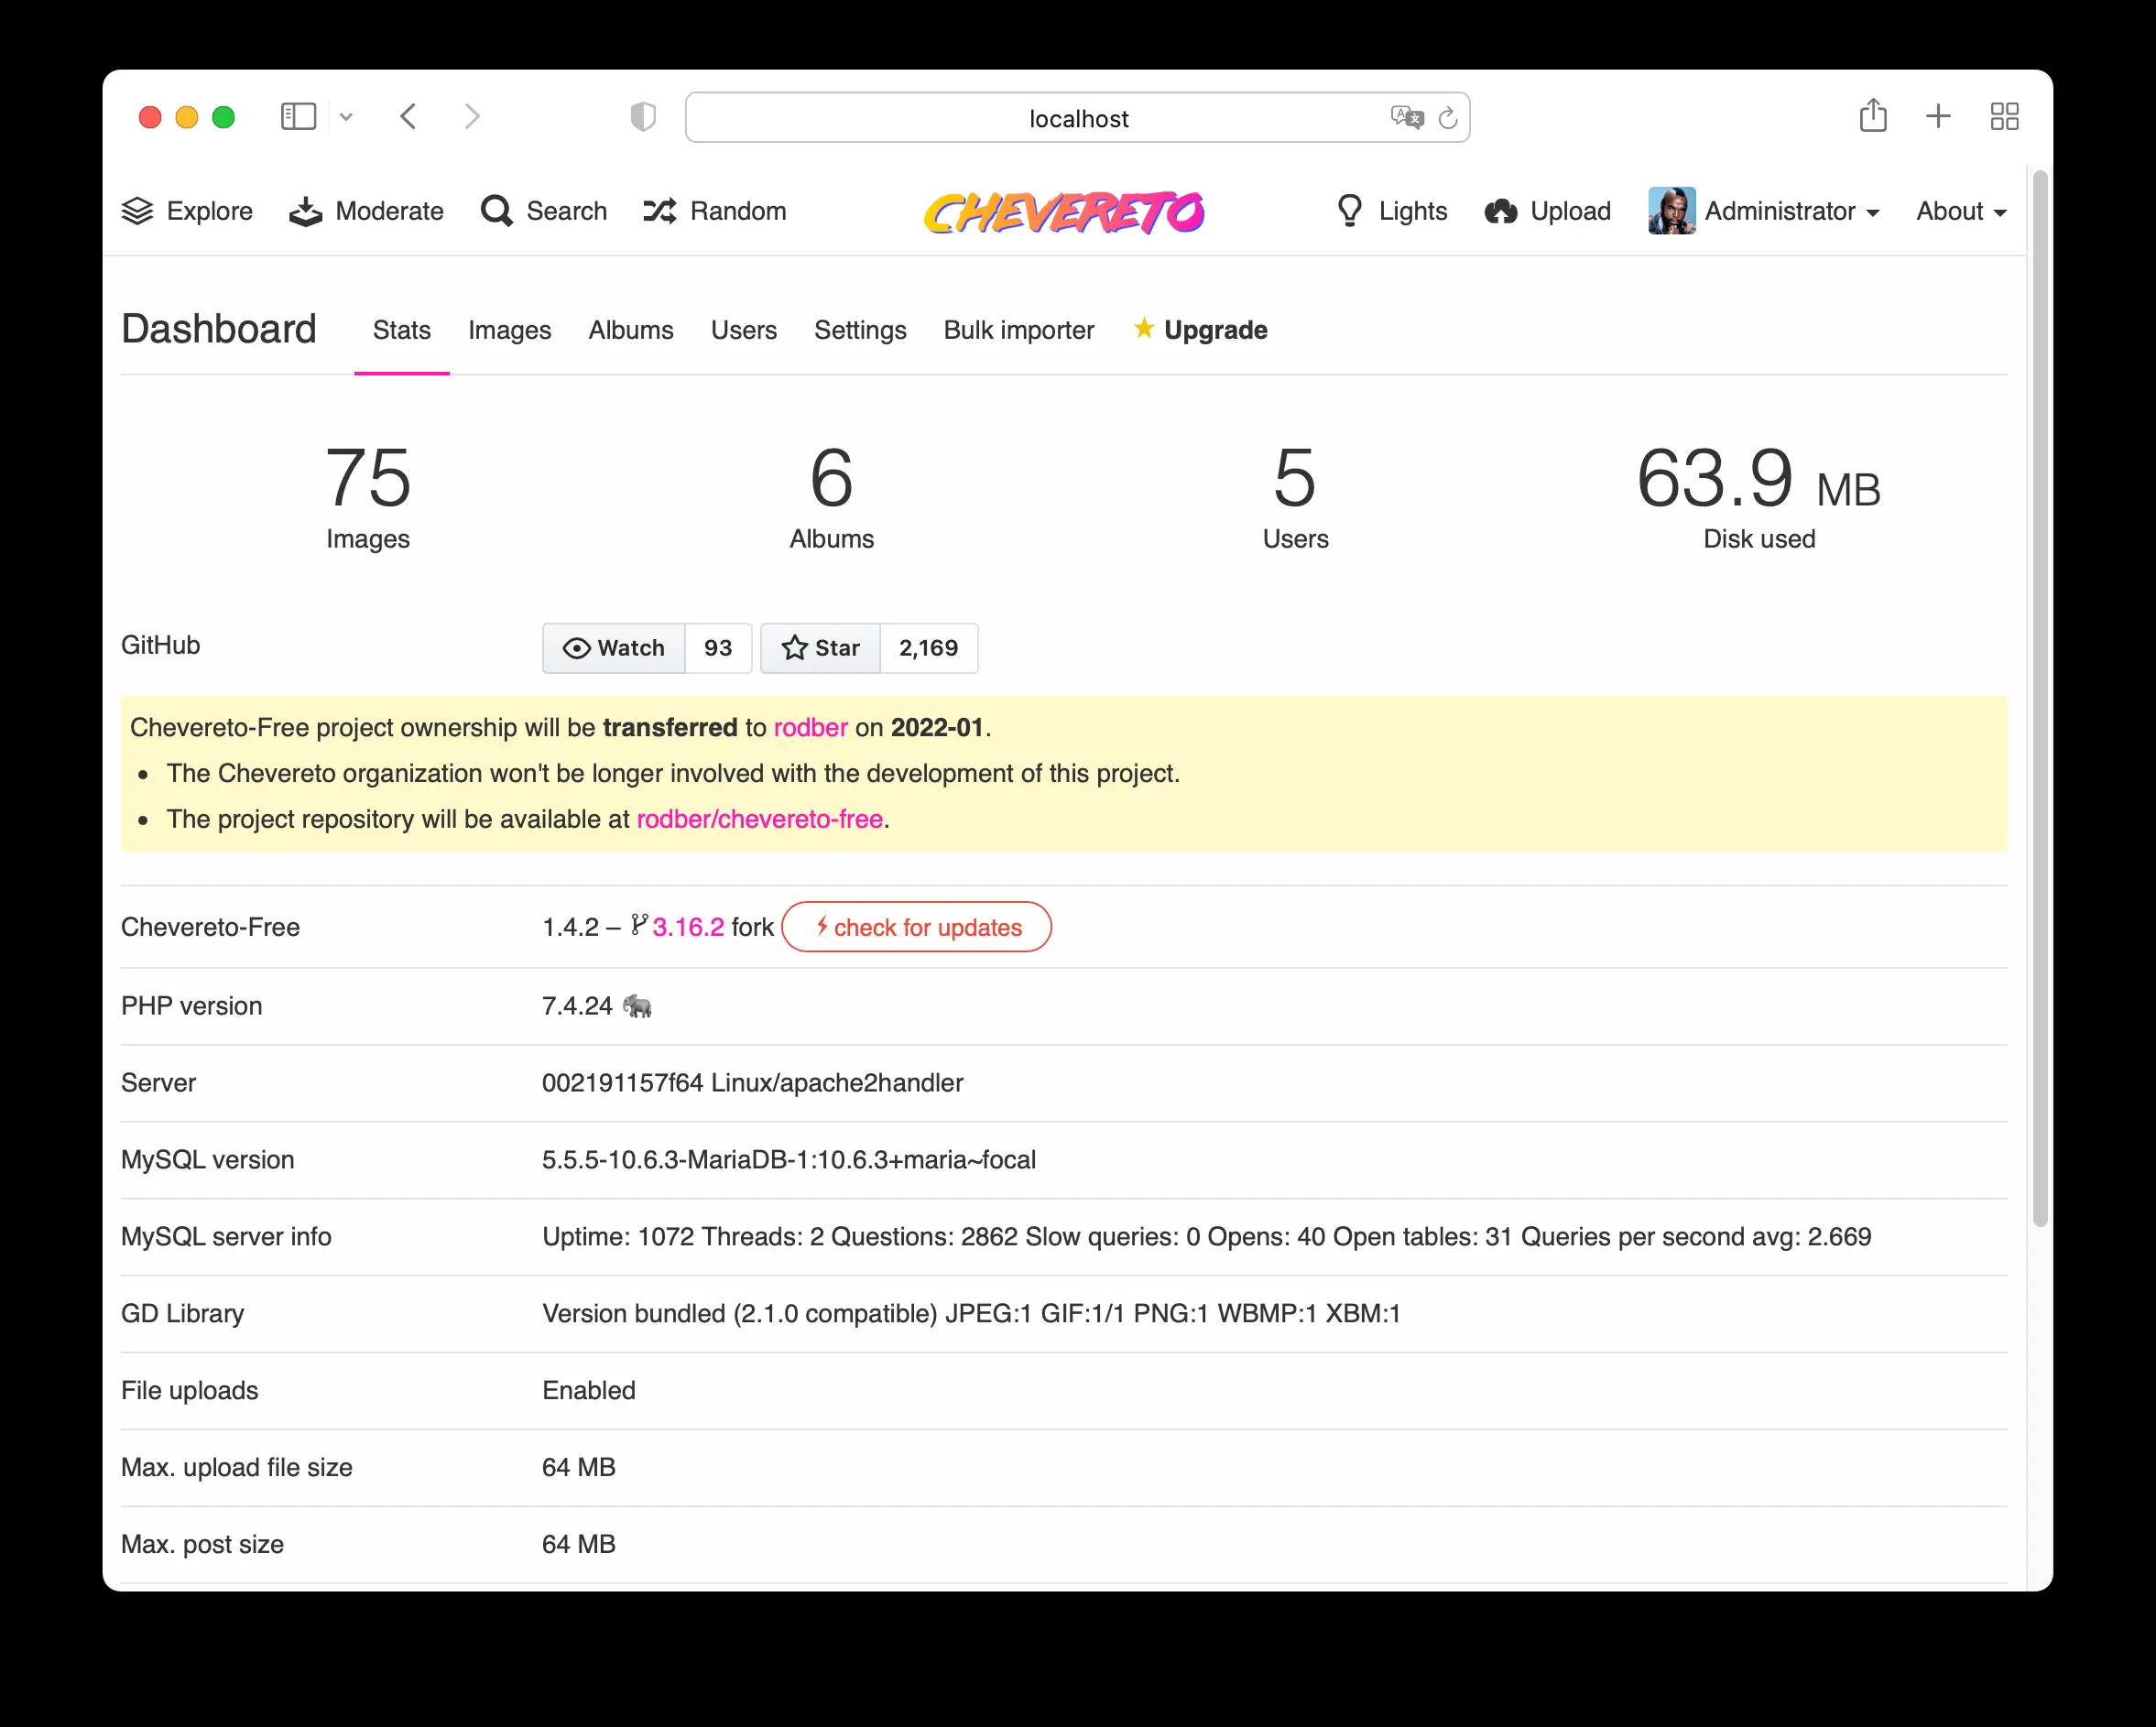 localhost
Explore Moderate Search Random CHEVERETO Lights Upload Administrator About
Dashboard Stats Images Albums Users Settings Bulk importer Upgrade
75 6 5 63.9 MB
Images Albums Users Disk used
GitHub Watch 93 Star 2,169
Chevereto-Free project ownership will be transferred to rodber on 2022-01.
• The Chevereto organization won't be longer involved with the development of this project.
• The project repository will be available at rodber/chevereto-free.
Chevereto-Free 1.4.2 – 3.16.2 fork check for updates
PHP version 7.4.24 🐘
Server 002191157f64 Linux/apache2handler
MySQL version 5.5.5-10.6.3-MariaDB-1:10.6.3+maria~focal
MySQL server info Uptime: 1072 Threads: 2 Questions: 2862 Slow queries: 0 Opens: 40 Open tables: 31 Queries per second avg: 2.669
GD Library Version bundled (2.1.0 compatible) JPEG:1 GIF:1/1 PNG:1 WBMP:1 XBM:1
File uploads Enabled
Max. upload file size 64 MB
Max. post size 64 MB